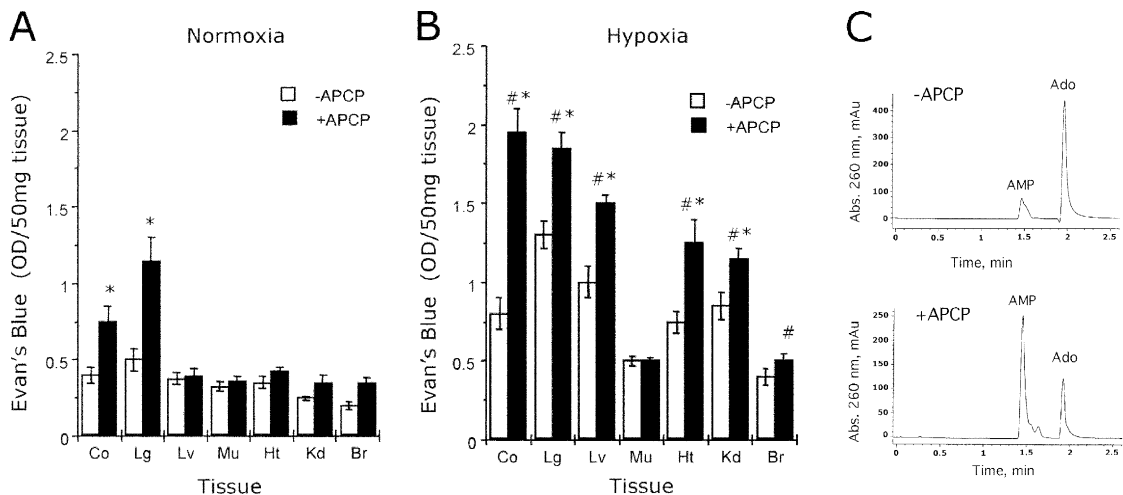 A
Normoxia
Evan's Blue (OD/50mg tissue)
2.5
2
1.5
1
0.5
0
-APCP
+APCP
*
*
Co Lg Lv Mu Ht Kd Br
Tissue
B
Hypoxia
Evan's Blue (OD/50mg tissue)
2.5
2
1.5
1
0.5
0
-APCP
+APCP
#*
#*
#*
#*
#*
#
Co Lg Lv Mu Ht Kd Br
Tissue
C
-APCP
Abs. 260 nm, mAu
400
300
200
100
0
AMP
Ado
0 0.5 1 1.5 2 2.5
Time, min
+APCP
Abs. 260 nm, mAu
250
200
150
100
50
0
AMP
Ado
0 0.5 1 1.5 2 2.5
Time, min